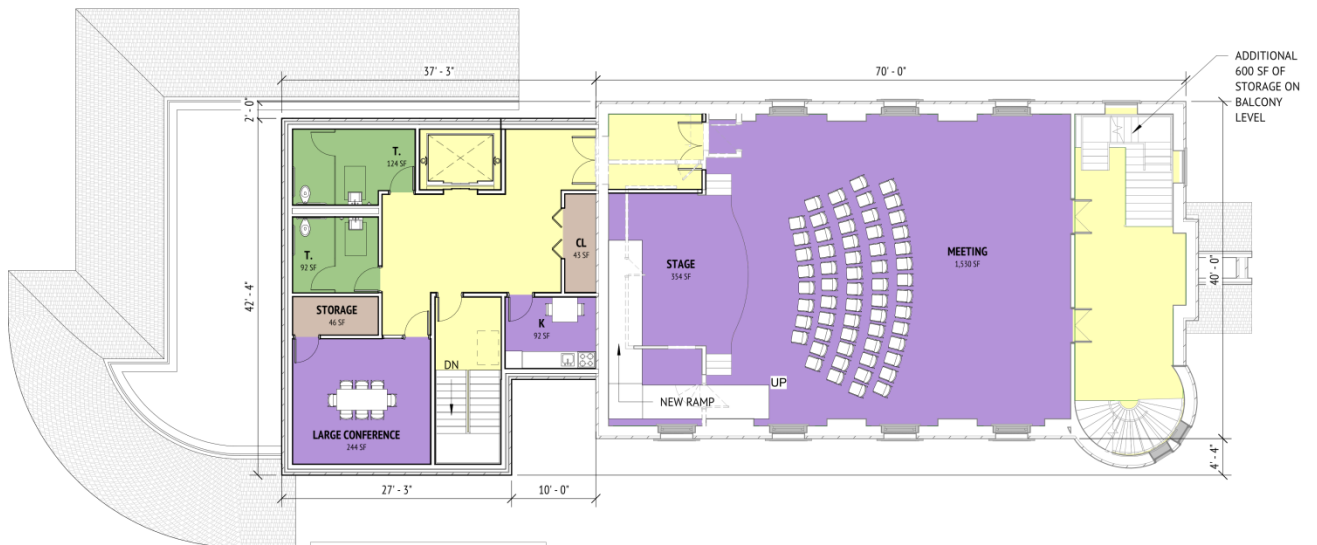 ADDITIONAL
600 SF OF
STORAGE ON
BALCONY
LEVEL
37' - 3"
70' - 0"
2' - 0"
42' - 4"
T.
124 SF
T.
92 SF
CL
43 SF
STORAGE
46 SF
K
92 SF
DN
LARGE CONFERENCE
244 SF
STAGE
354 SF
MEETING
1,530 SF
UP
NEW RAMP
40' - 0"
4' - 4"
27' - 3"
10' - 0"